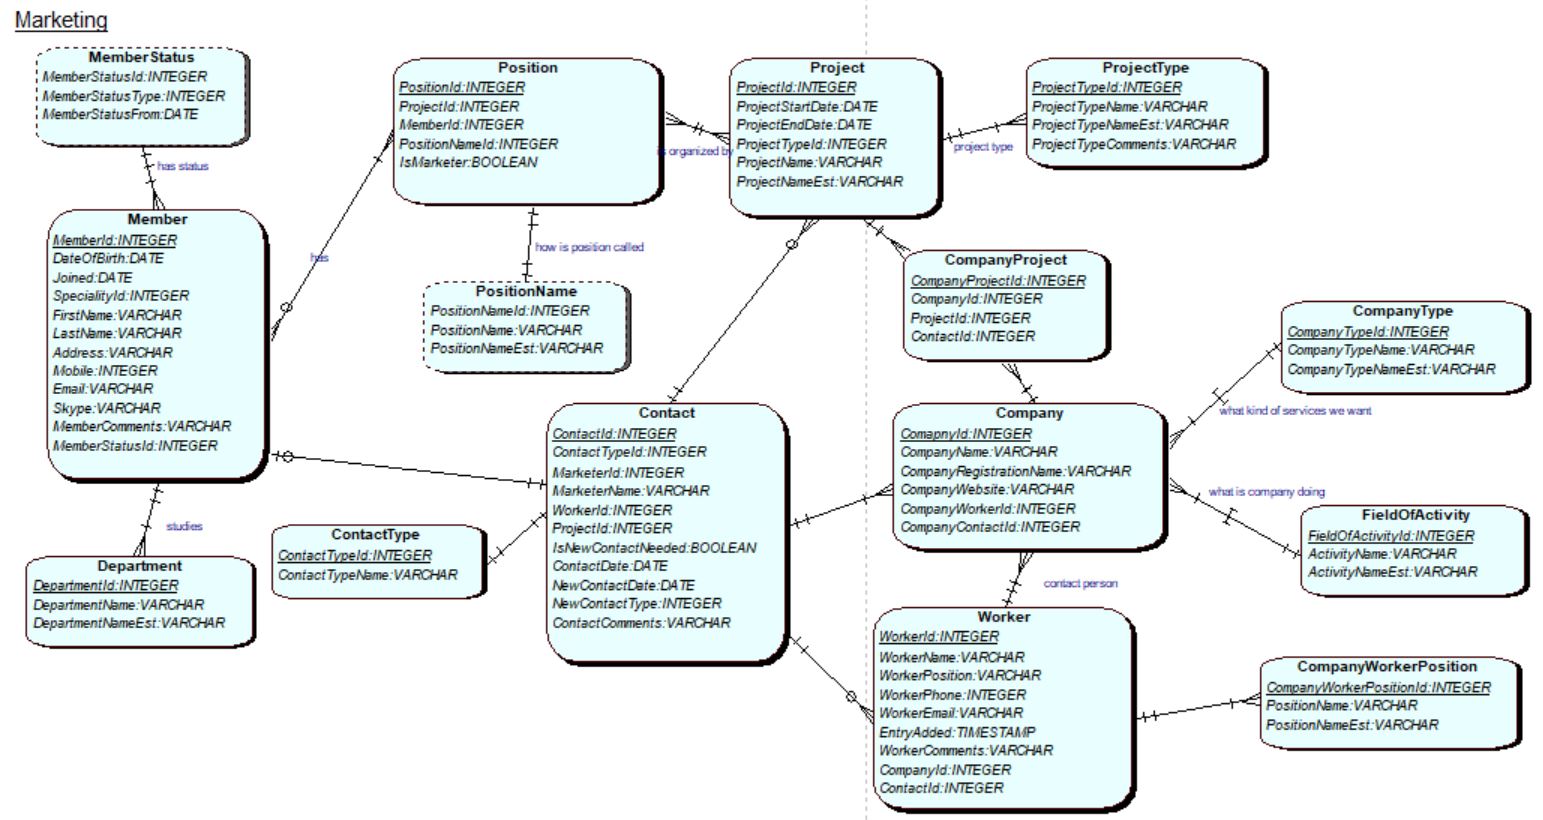 Marketing
MemberStatus
MemberStatusId:INTEGER
MemberStatusType:INTEGER
MemberStatusFrom:DATE
has status
Member
MemberId:INTEGER
DateOfBirth:DATE
Joined:DATE
SpecialityId:INTEGER
FirstName:VARCHAR
LastName:VARCHAR
Address:VARCHAR
Mobile:INTEGER
Email:VARCHAR
Skype:VARCHAR
MemberComments:VARCHAR
MemberStatusId:INTEGER
studies
Department
DepartmentId:INTEGER
DepartmentName:VARCHAR
DepartmentNameEst:VARCHAR
has
Position
PositionId:INTEGER
ProjectId:INTEGER
MemberId:INTEGER
PositionNameId:INTEGER
IsMarketer:BOOLEAN
how is position called
PositionName
PositionNameId:INTEGER
PositionName:VARCHAR
PositionNameEst:VARCHAR
is organized by
Project
ProjectId:INTEGER
ProjectStartDate:DATE
ProjectEndDate:DATE
ProjectTypeId:INTEGER
ProjectName:VARCHAR
ProjectNameEst:VARCHAR
project type
ProjectType
ProjectTypeId:INTEGER
ProjectTypeName:VARCHAR
ProjectTypeNameEst:VARCHAR
ProjectTypeComments:VARCHAR
CompanyProject
CompanyProjectId:INTEGER
CompanyId:INTEGER
ProjectId:INTEGER
ContactId:INTEGER
CompanyType
CompanyTypeId:INTEGER
CompanyTypeName:VARCHAR
CompanyTypeNameEst:VARCHAR
what kind of services we want
Contact
ContactId:INTEGER
ContactTypeId:INTEGER
MarketerId:INTEGER
MarketerName:VARCHAR
WorkerId:INTEGER
ProjectId:INTEGER
IsNewContactNeeded:BOOLEAN
ContactDate:DATE
NewContactDate:DATE
NewContactType:INTEGER
ContactComments:VARCHAR
ContactType
ContactTypeId:INTEGER
ContactTypeName:VARCHAR
Company
ComapnyId:INTEGER
CompanyName:VARCHAR
CompanyRegistrationName:VARCHAR
CompanyWebsite:VARCHAR
CompanyWorkerId:INTEGER
CompanyContactId:INTEGER
what is company doing
FieldOfActivity
FieldOfActivityId:INTEGER
ActivityName:VARCHAR
ActivityNameEst:VARCHAR
contact person
Worker
WorkerId:INTEGER
WorkerName:VARCHAR
WorkerPosition:VARCHAR
WorkerPhone:INTEGER
WorkerEmail:VARCHAR
EntryAdded:TIMESTAMP
WorkerComments:VARCHAR
CompanyId:INTEGER
ContactId:INTEGER
CompanyWorkerPosition
CompanyWorkerPositionId:INTEGER
PositionName:VARCHAR
PositionNameEst:VARCHAR